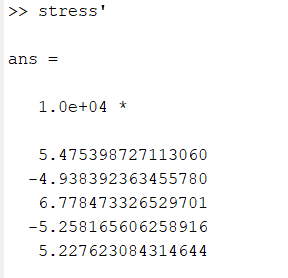 >> stress'
ans =
1.0e+04 *
5.475398727113060
-4.938392363455780
6.778473326529701
-5.258165606258916
5.227623084314644